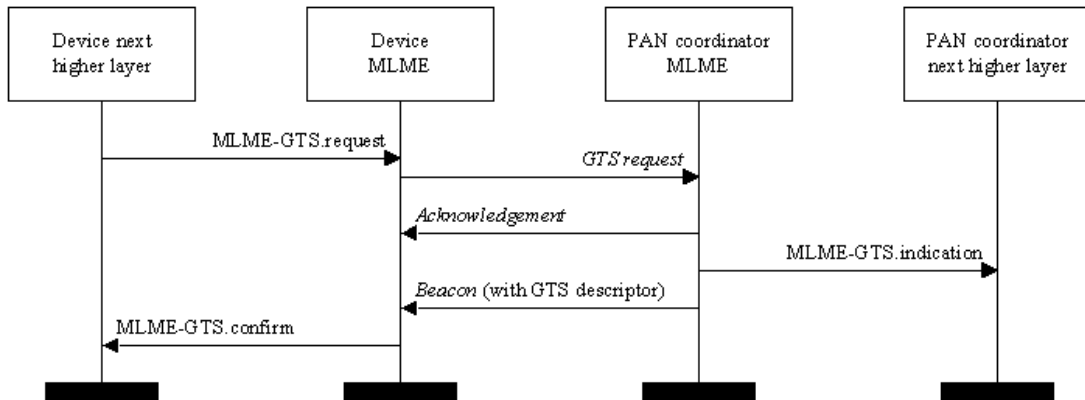 Device next
higher layer
Device
MLME
PAN coordinator
MLME
PAN coordinator
next higher layer
MLME-GTS.request
GTS request
Acknowledgement
MLME-GTS.indication
Beacon (with GTS descriptor)
MLME-GTS.confirm